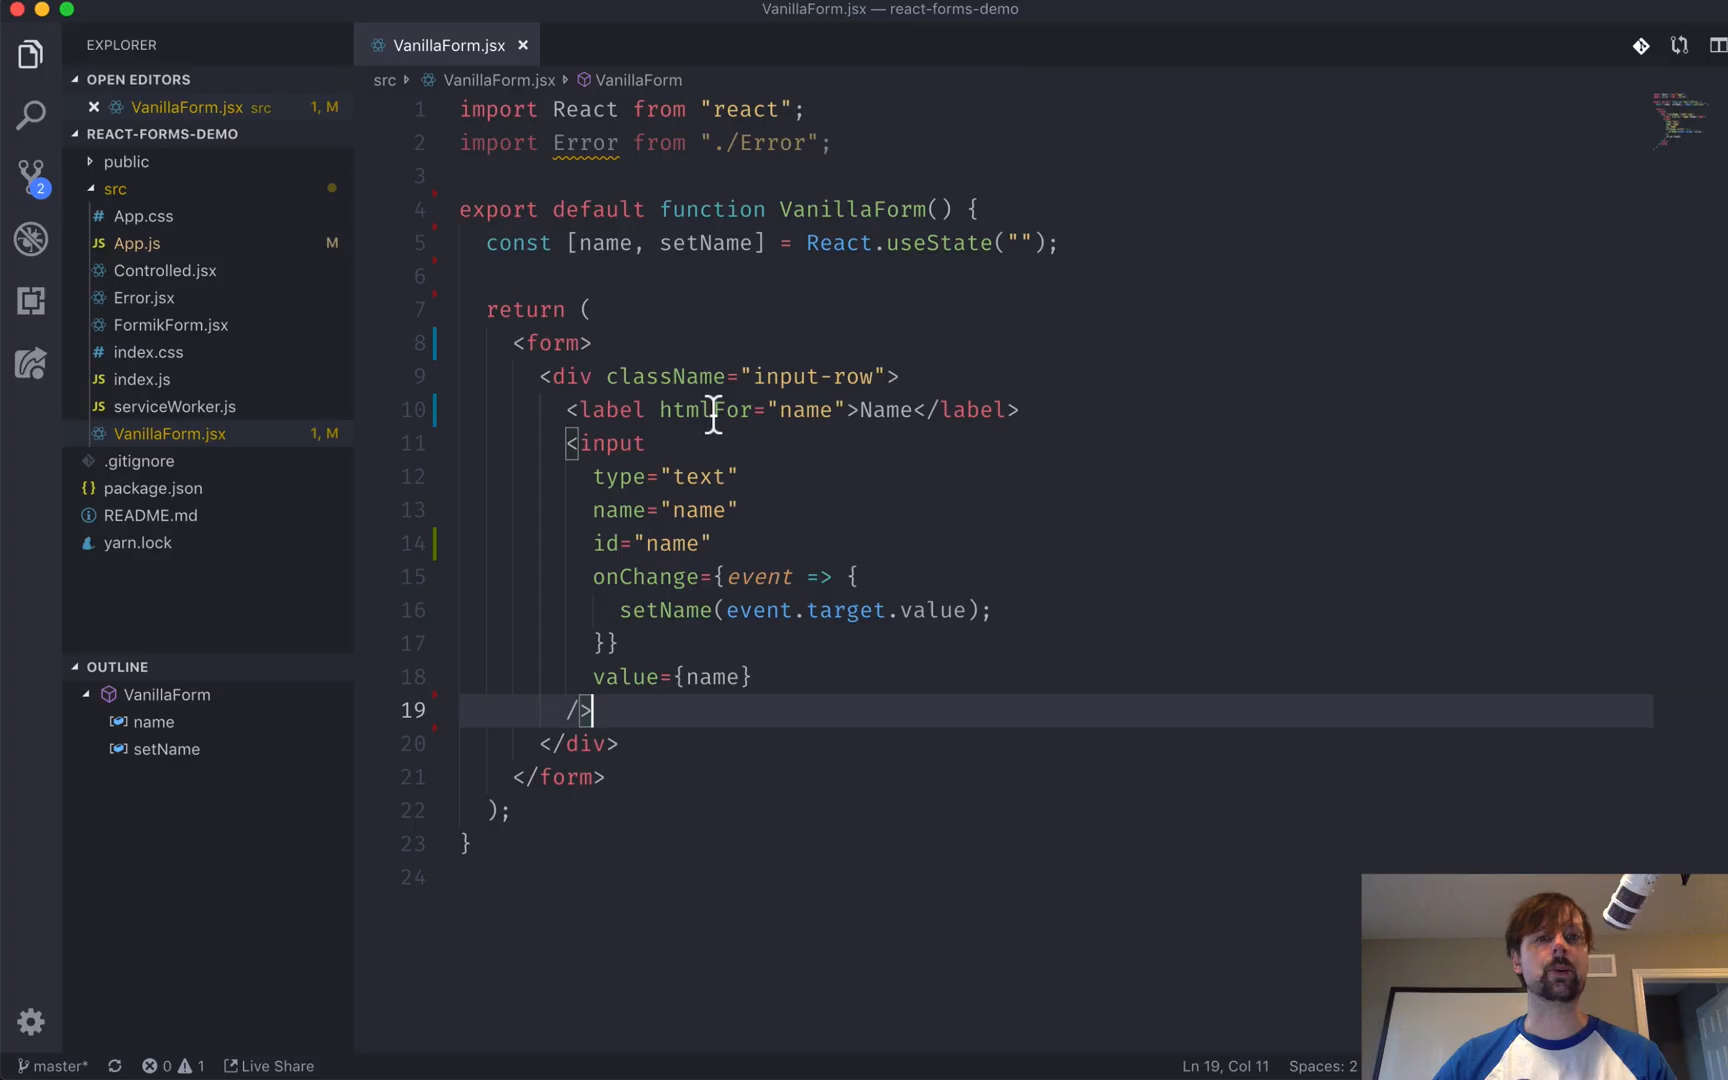 VanillaForm.jsx — react-forms-demo
EXPLORER
OPEN EDITORS
VanillaForm.jsx src 1, M
REACT-FORMS-DEMO
public
src
# App.css
JS App.js M
Controlled.jsx
Error.jsx
FormikForm.jsx
# index.css
JS index.js
JS serviceWorker.js
VanillaForm.jsx 1, M
.gitignore
{} package.json
README.md
yarn.lock
OUTLINE
VanillaForm
name
setName
2
VanillaForm.jsx
src VanillaForm.jsx VanillaForm
1 import React from "react";
2 import Error from "./Error";
3
4 export default function VanillaForm() {
5 const [name, setName] = React.useState("");
6
7 return (
8 <form>
9 <div className="input-row">
10 <label htmlFor="name">Name</label>
11 <input
12 type="text"
13 name="name"
14 id="name"
15 onChange={event => {
16 setName(event.target.value);
17 }}
18 value={name}
19 />
20 </div>
21 </form>
22 );
23 }
24
master* 0 1 Live Share
Ln 19, Col 11 Spaces: 2